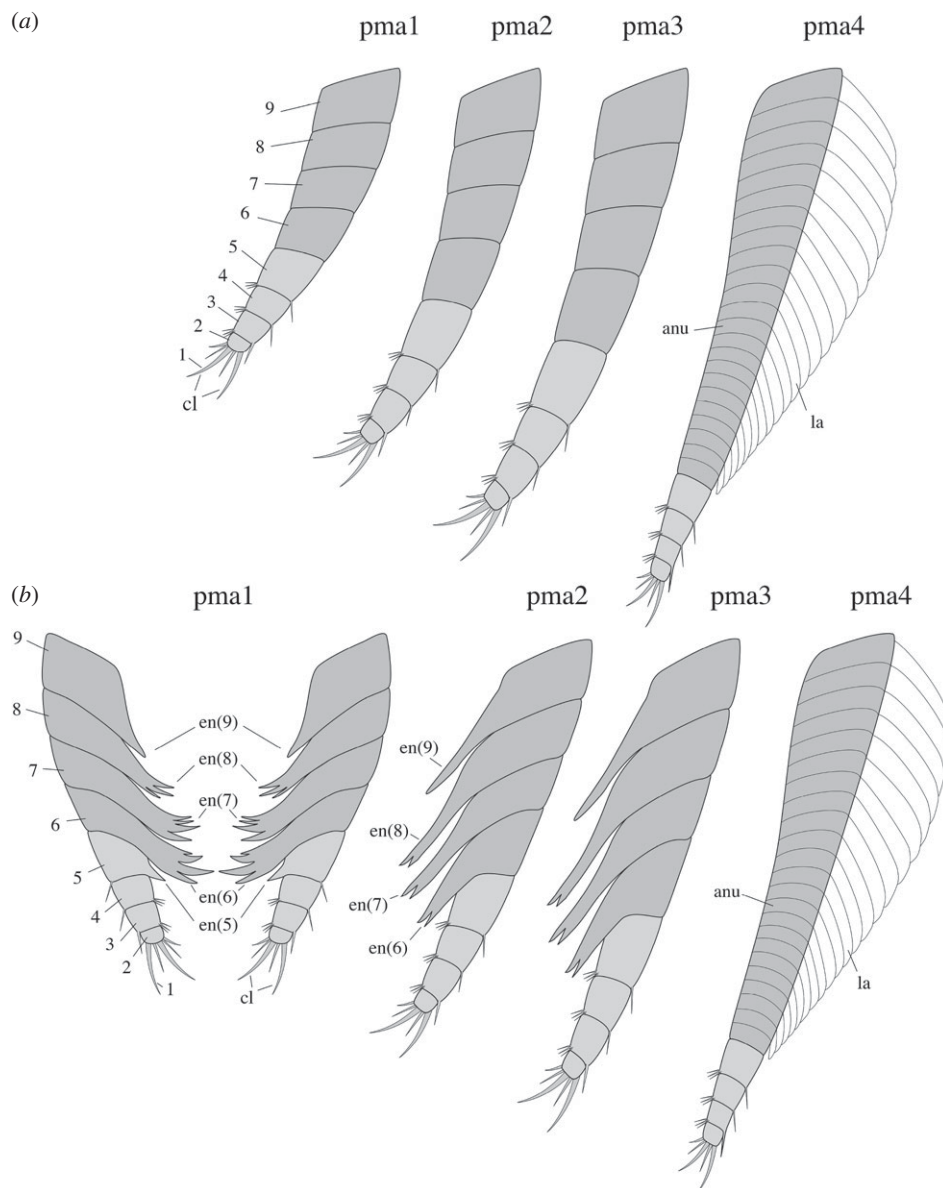 (a)
pma1 pma2 pma3 pma4
9
8
7
6
5
4
3
2
1
cl
anu
la
(b)
pma1 pma2 pma3 pma4
9
8
7
6
5
4
3
2
1
en(9)
en(8)
en(7)
en(6)
en(5)
cl
en(9)
en(8)
en(7)
en(6)
anu
la